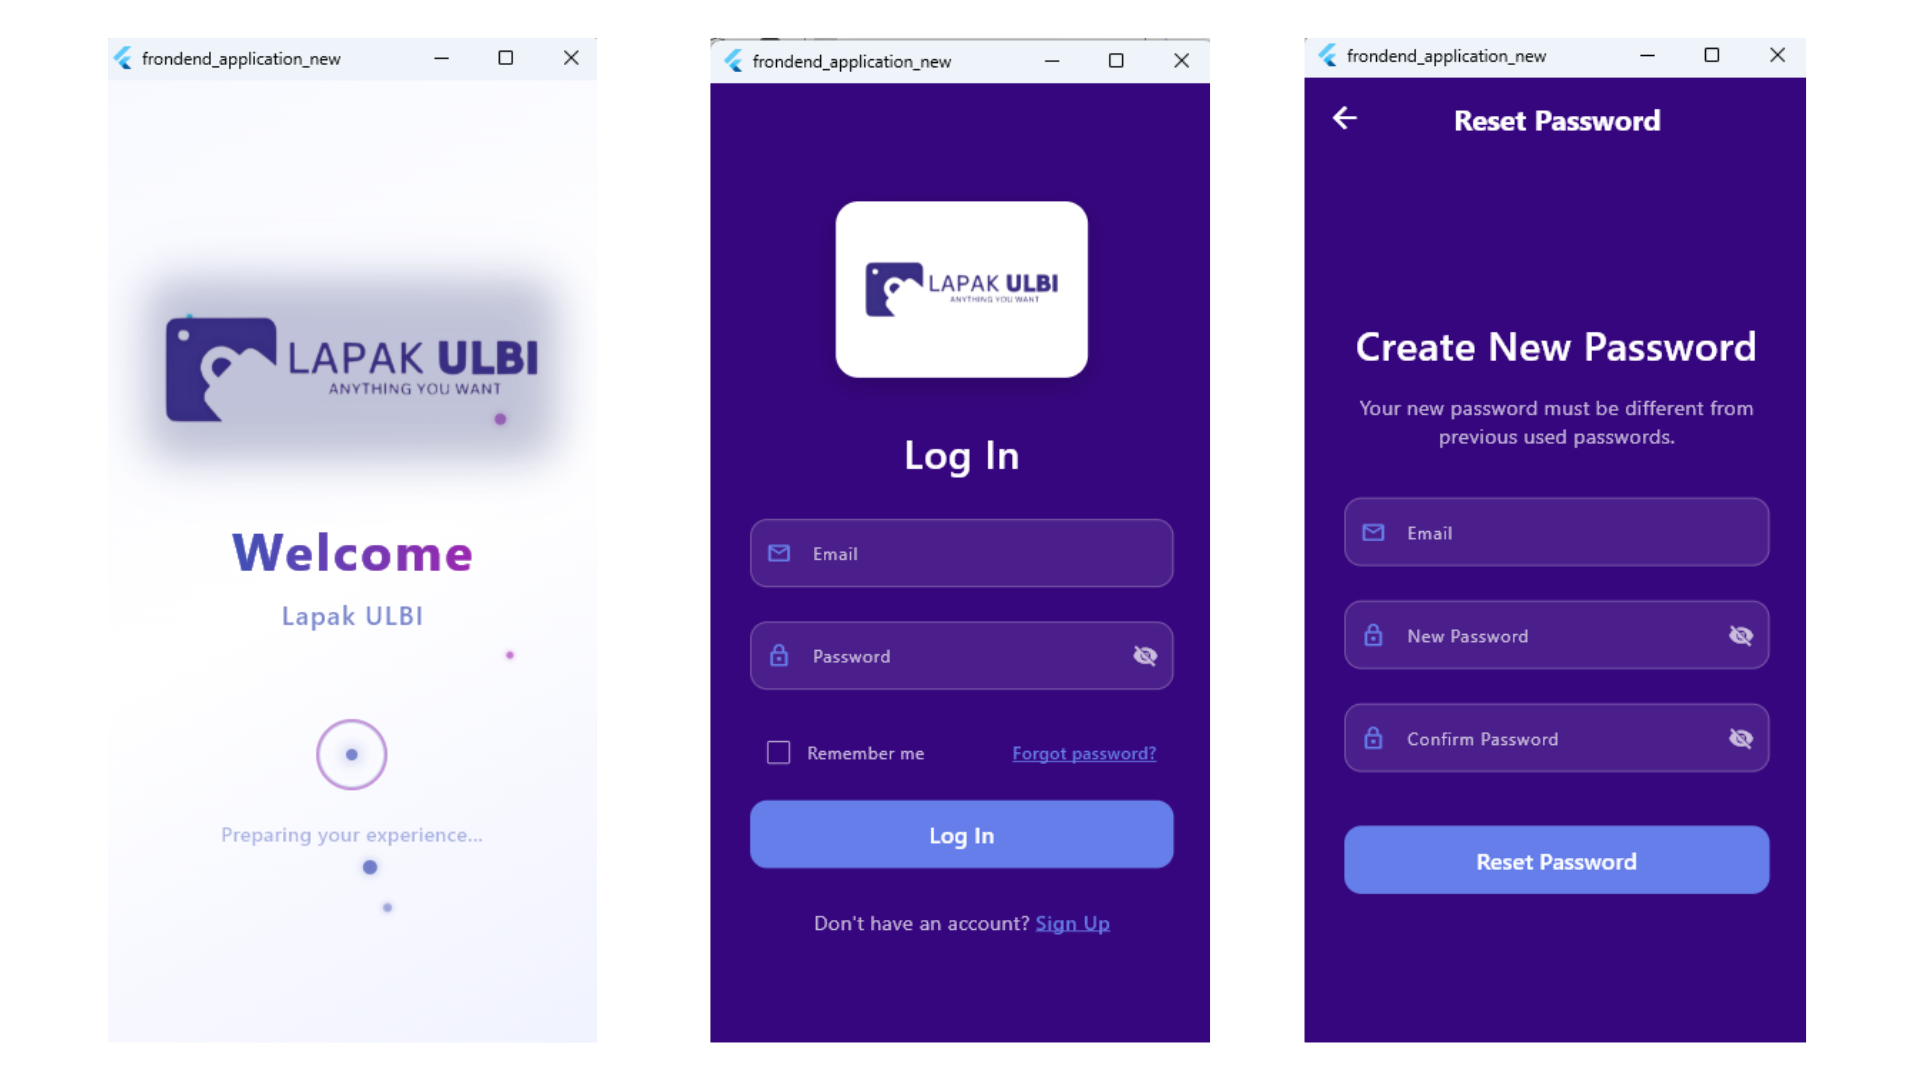 frondend_application_new
LAPAK ULBI
ANYTHING YOU WANT
Welcome
Lapak ULBI
Preparing your experience...
frondend_application_new
LAPAK ULBI
ANYTHING YOU WANT
Log In
Email
Password
Remember me
Forgot password?
Log In
Don't have an account? Sign Up
frondend_application_new
Reset Password
Create New Password
Your new password must be different from
previous used passwords.
Email
New Password
Confirm Password
Reset Password